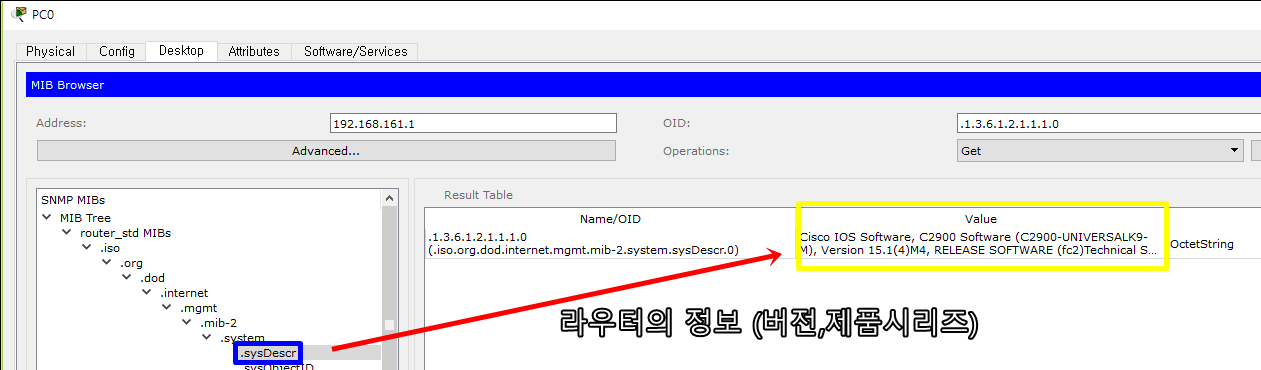 PC0
Physical Config Desktop Attributes Software/Services
MIB Browser
Address: 192.168.161.1 OID: .1.3.6.1.2.1.1.1.0
Advanced... Operations: Get
SNMP MIBs
MIB Tree
router_std MIBs
.iso
.org
.dod
.internet
.mgmt
.mib-2
.system
.sysDescr
.sysObjectID
Result Table
Name/OID Value
.1.3.6.1.2.1.1.1.0
(.iso.org.dod.internet.mgmt.mib-2.system.sysDescr.0)
Cisco IOS Software, C2900 Software (C2900-UNIVERSALK9-
M), Version 15.1(4)M4, RELEASE SOFTWARE (fc2)Technical S...
OctetString
라우터의 정보 (버젼,제품시리즈)